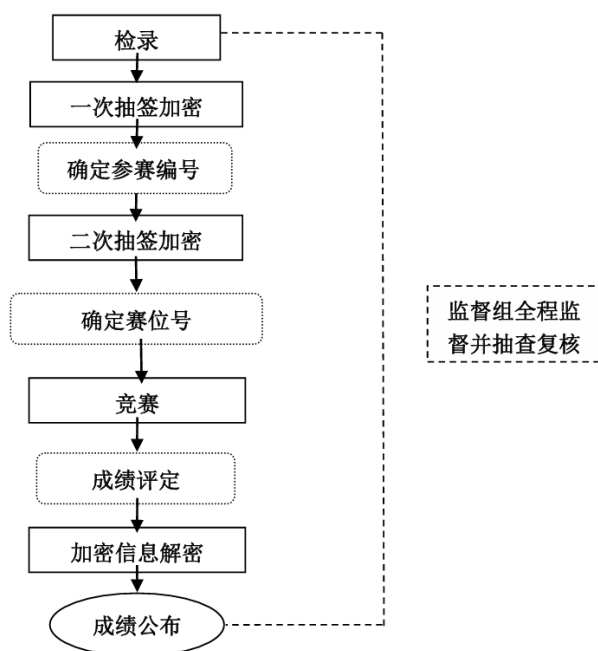 检录
一次抽签加密
确定参赛编号
二次抽签加密
确定赛位号
监督组全程监
督并抽查复核
竞赛
成绩评定
加密信息解密
成绩公布